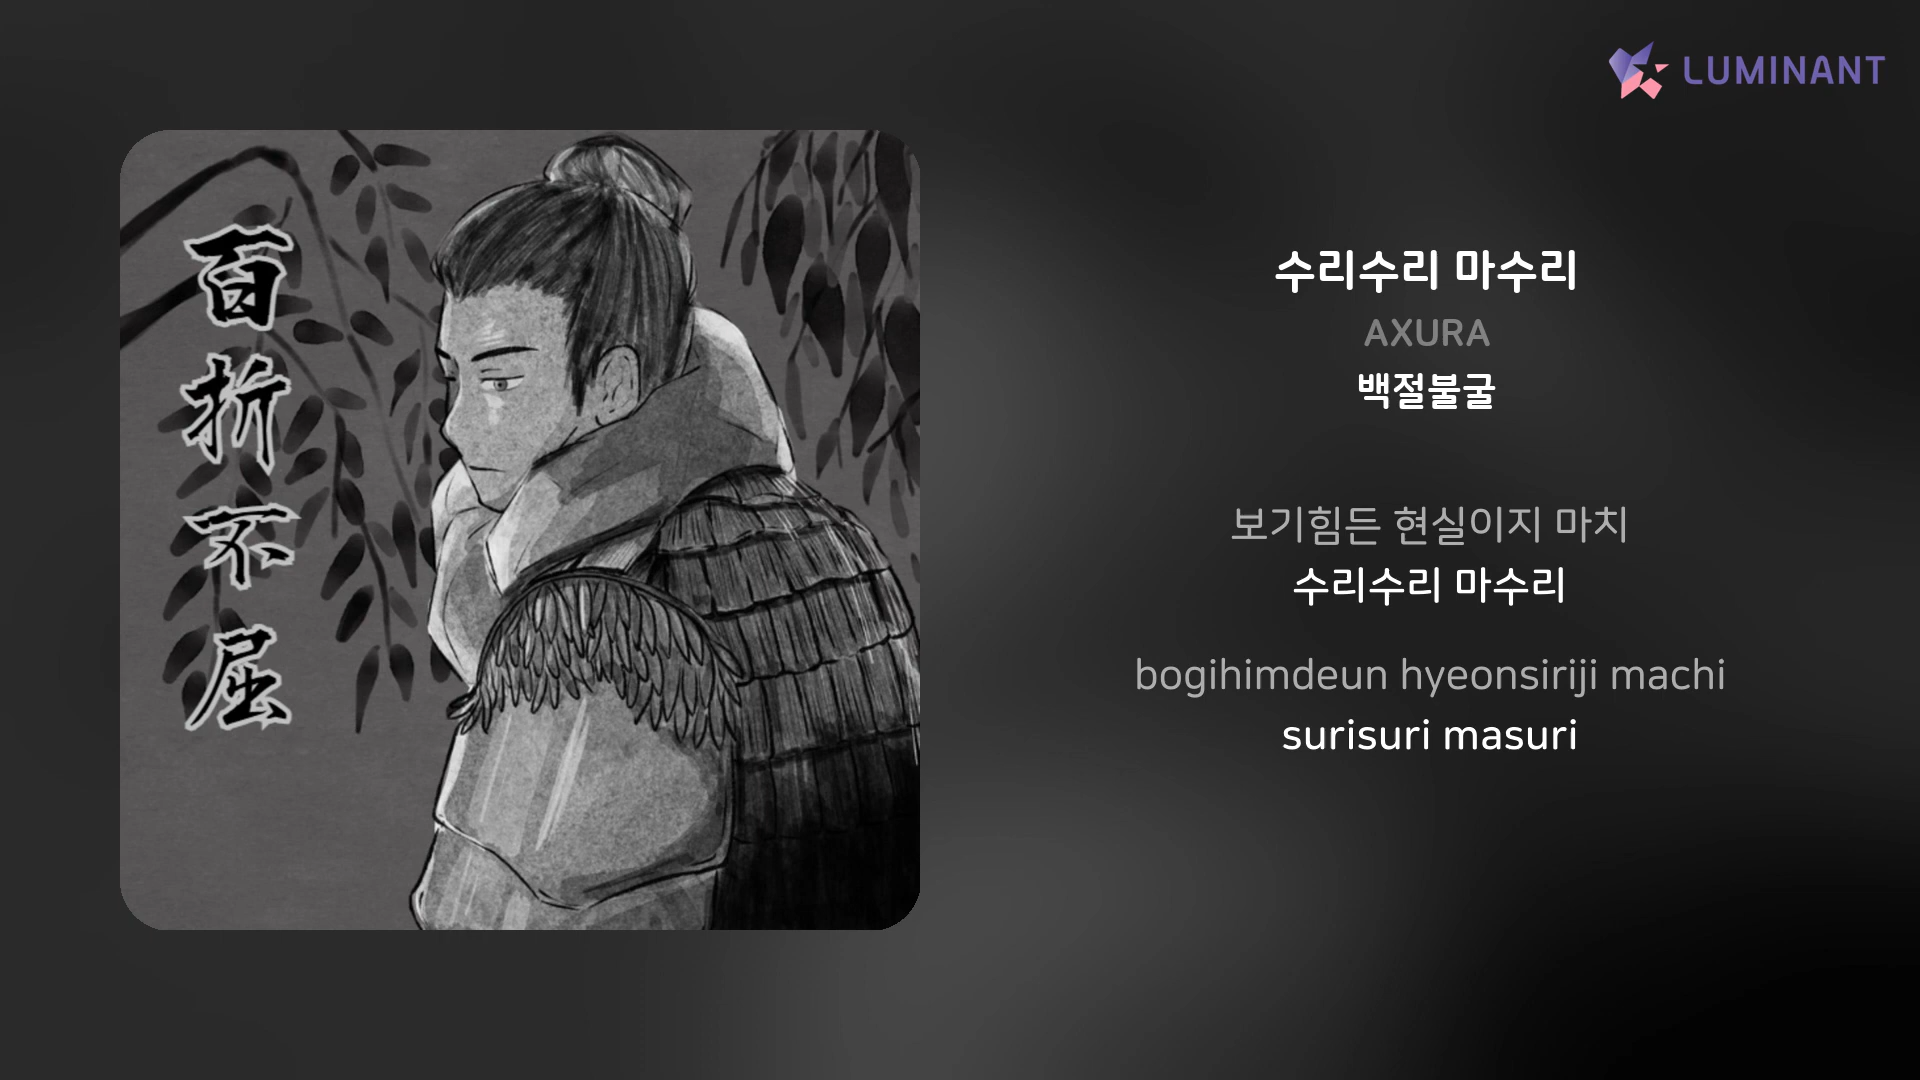 LUMINANT
百折不屈
수리수리 마수리
AXURA
백절불굴
보기힘든 현실이지 마치
수리수리 마수리
bogihimdeun hyeonsiriji machi
surisuri masuri